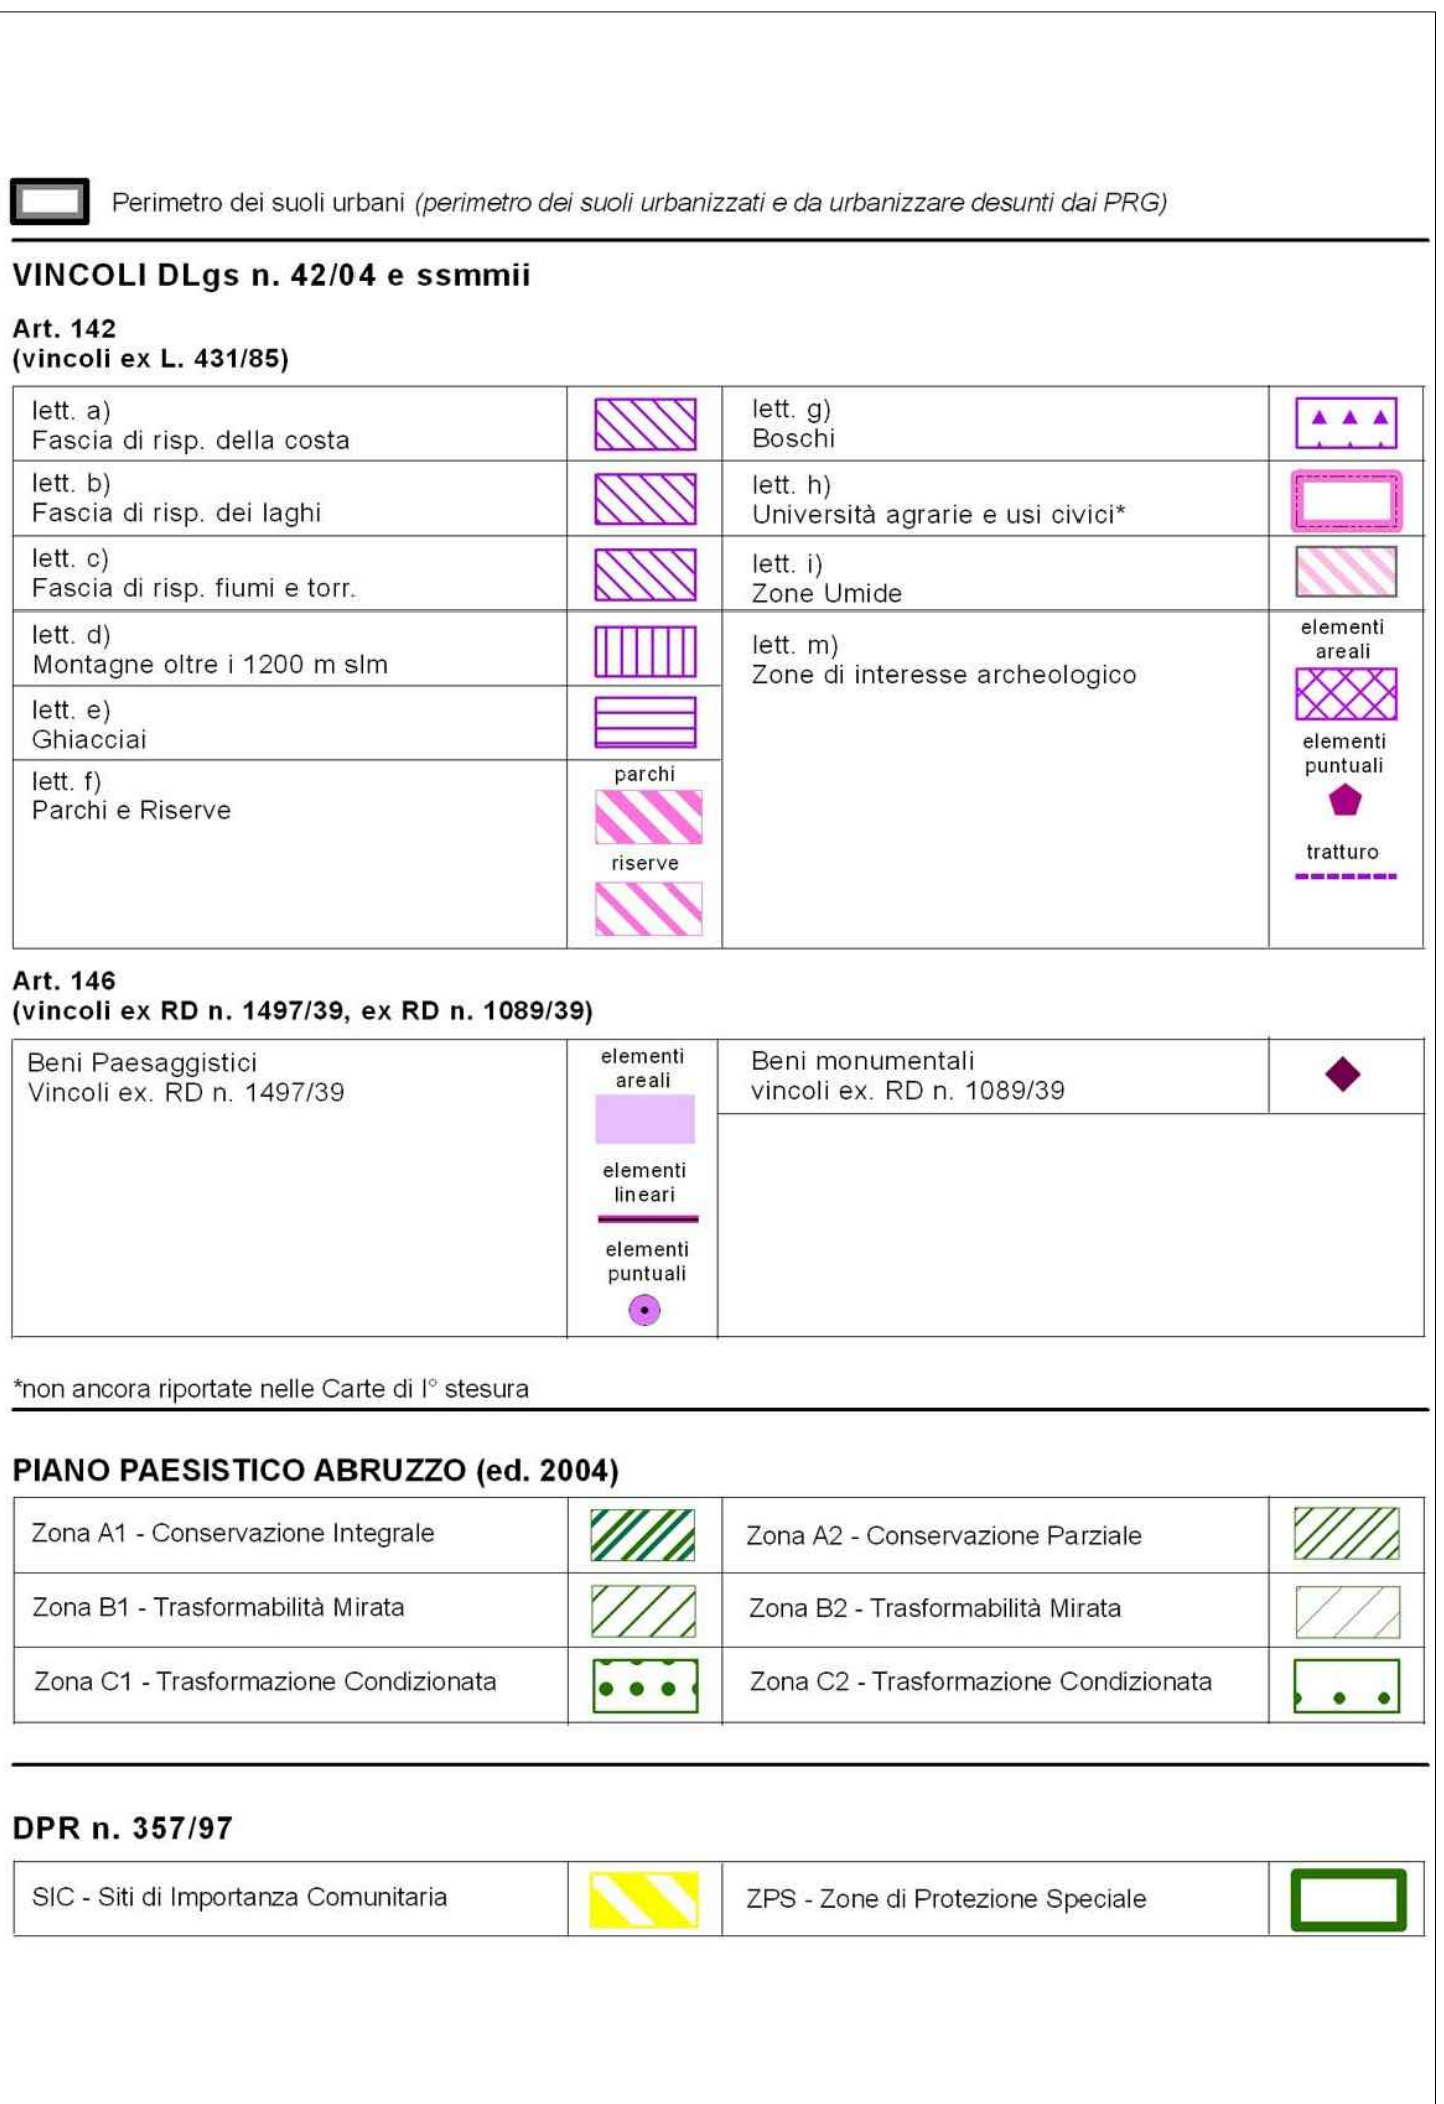 Perimetro dei suoli urbani (perimetro dei suoli urbanizzati e da urbanizzare desunti dai PRG)
VINCOLI DLgs n. 42/04 e ssmmii
Art. 142
(vincoli ex L. 431/85)
lett. a)
Fascia di risp. della costa
lett. b)
Fascia di risp. dei laghi
lett. c)
Fascia di risp. fiumi e torr.
lett. d)
Montagne oltre i 1200 m slm
lett. e)
Ghiacciai
lett. f)
Parchi e Riserve
parchi
riserve
lett. g)
Boschi
lett. h)
Università agrarie e usi civici*
lett. i)
Zone Umide
lett. m)
Zone di interesse archeologico
elementi
areali
elementi
puntuali
tratturo
Art. 146
(vincoli ex RD n. 1497/39, ex RD n. 1089/39)
Beni Paesaggistici
Vincoli ex. RD n. 1497/39
elementi
areali
elementi
lineari
elementi
puntuali
Beni monumentali
vincoli ex. RD n. 1089/39
*non ancora riportate nelle Carte di I° stesura
PIANO PAESISTICO ABRUZZO (ed. 2004)
Zona A1 - Conservazione Integrale
Zona A2 - Conservazione Parziale
Zona B1 - Trasformabilità Mirata
Zona B2 - Trasformabilità Mirata
Zona C1 - Trasformazione Condizionata
Zona C2 - Trasformazione Condizionata
DPR n. 357/97
SIC - Siti di Importanza Comunitaria
ZPS - Zone di Protezione Speciale